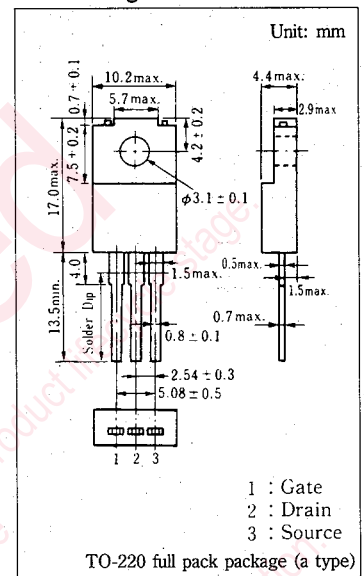 Unit: mm
10.2max.
5.7max.
4.4max.
2.9max
0.7 + 0.1
7.5 + 0.2
17.0max.
4.2 ± 0.2
φ3.1 ± 0.1
4.0
13.5min.
Solder Dip
1.5max.
0.8 ± 0.1
2.54 ± 0.3
5.08 ± 0.5
0.5max.
1.5max.
0.7max.
1 2 3
1 : Gate
2 : Drain
3 : Source
TO-220 full pack package (a type)